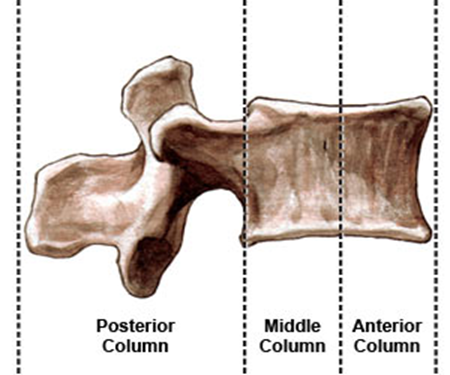 Posterior
Column
Middle
Column
Anterior
Column